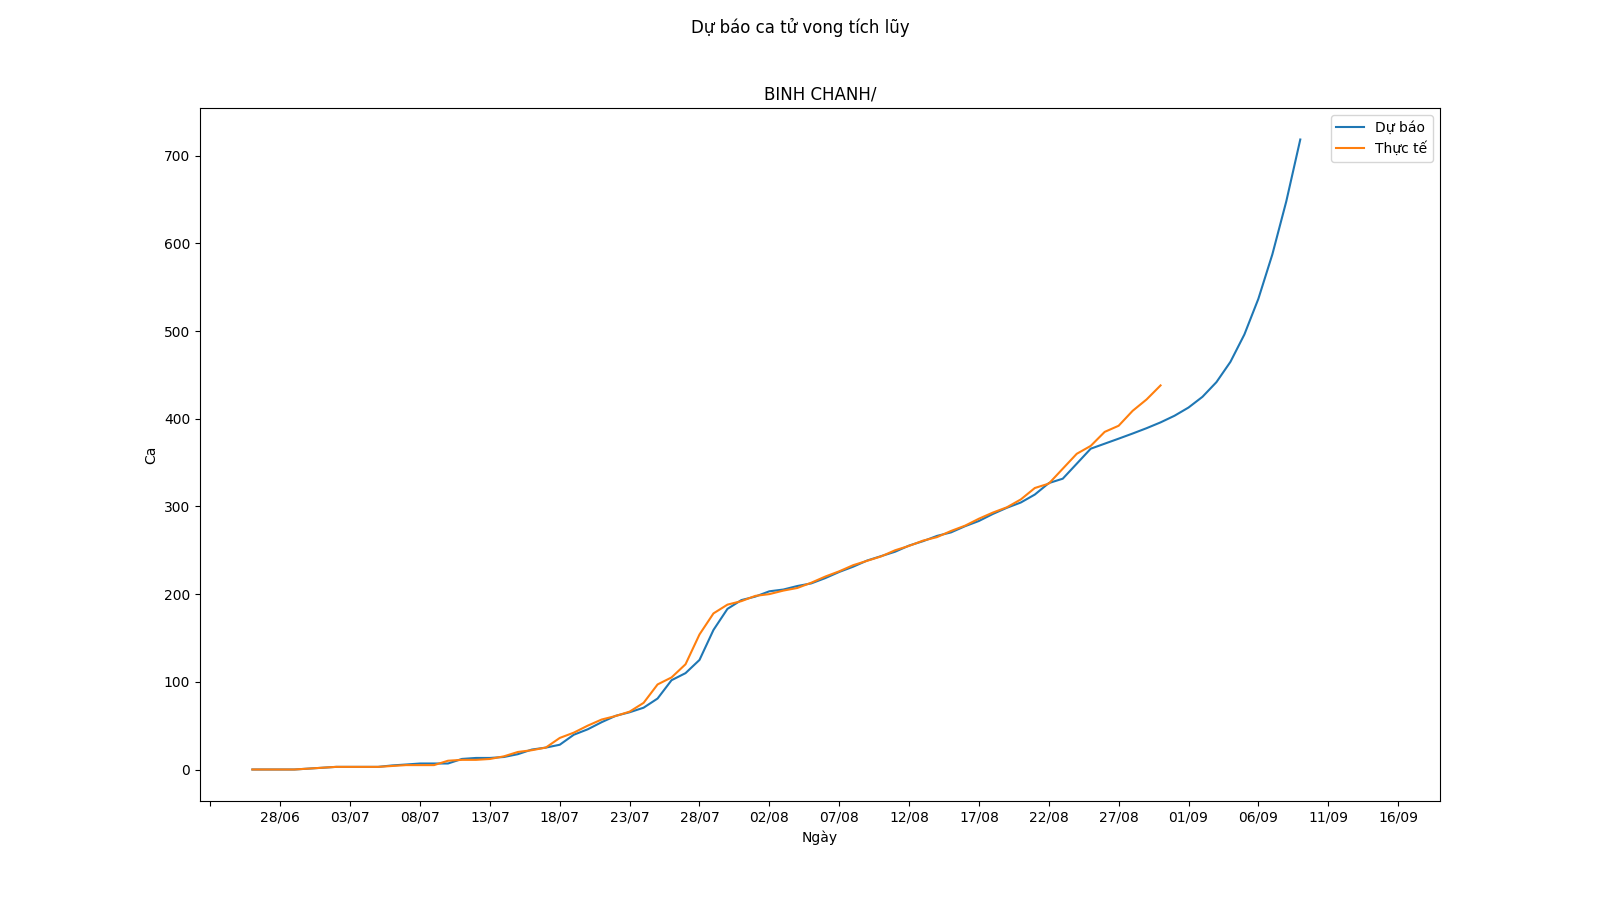 Dự báo ca tử vong tích lũy
BINH CHANH/
Dự báo
Thực tế
700
600
500
400
300
200
100
0
Ca
28/06 03/07 08/07 13/07 18/07 23/07 28/07 02/08 07/08 12/08 17/08 22/08 27/08 01/09 06/09 11/09 16/09
Ngày